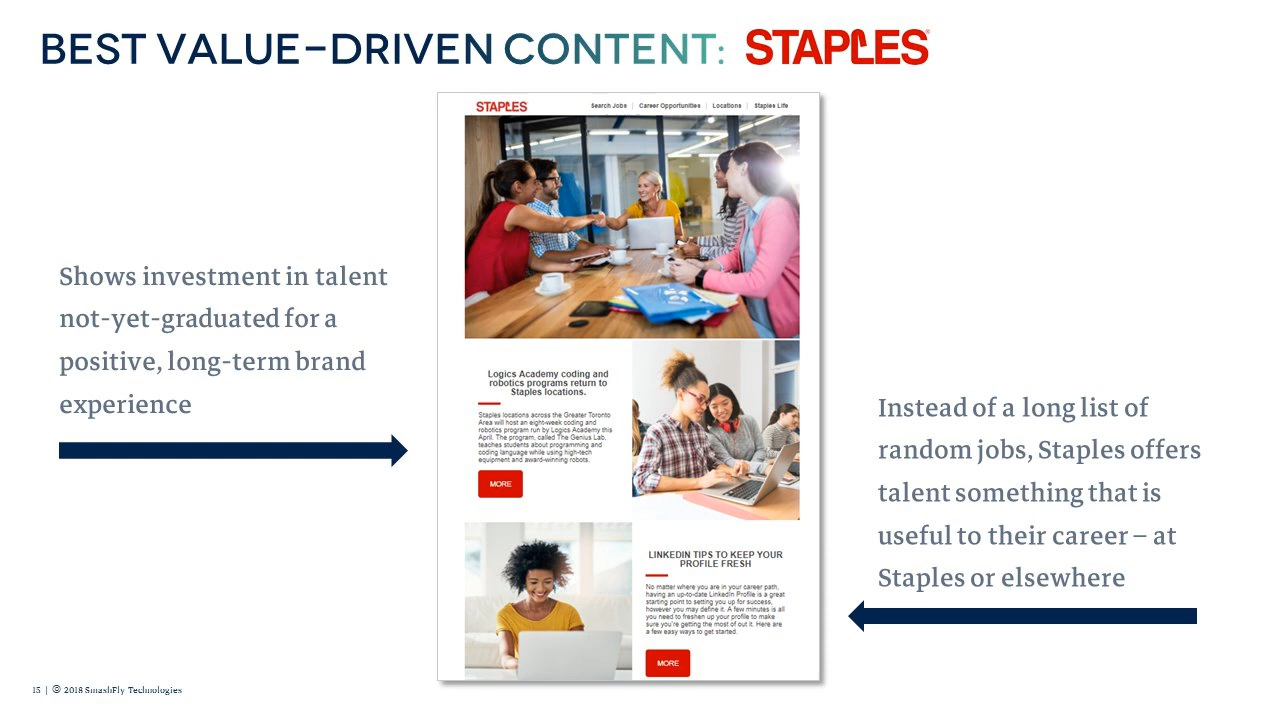 BEST VALUE–DRIVEN CONTENT: STAPLES
STAPLES
Search Jobs | Career Opportunities | Locations | Staples Life
Shows investment in talent
not-yet-graduated for a
positive, long-term brand
experience
Logics Academy coding and
robotics programs return to
Staples locations.
Staples locations across the Greater Toronto
Area will host an eight-week coding and
robotics program run by Logics Academy this
April. The program, called The Genius Lab,
teaches students about programming and
coding language while using high-tech
equipment and award-winning robots.
MORE
Instead of a long list of
random jobs, Staples offers
talent something that is
useful to their career – at
Staples or elsewhere
LINKEDIN TIPS TO KEEP YOUR
PROFILE FRESH
No matter where you are in your career path,
having an up-to-date LinkedIn Profile is a great
starting point to setting you up for success,
however you may define it. A few minutes is all
you need to freshen up your profile to make
sure you're getting the most of out it. Here are
a few easy ways to get started.
MORE
15 | © 2018 SmashFly Technologies